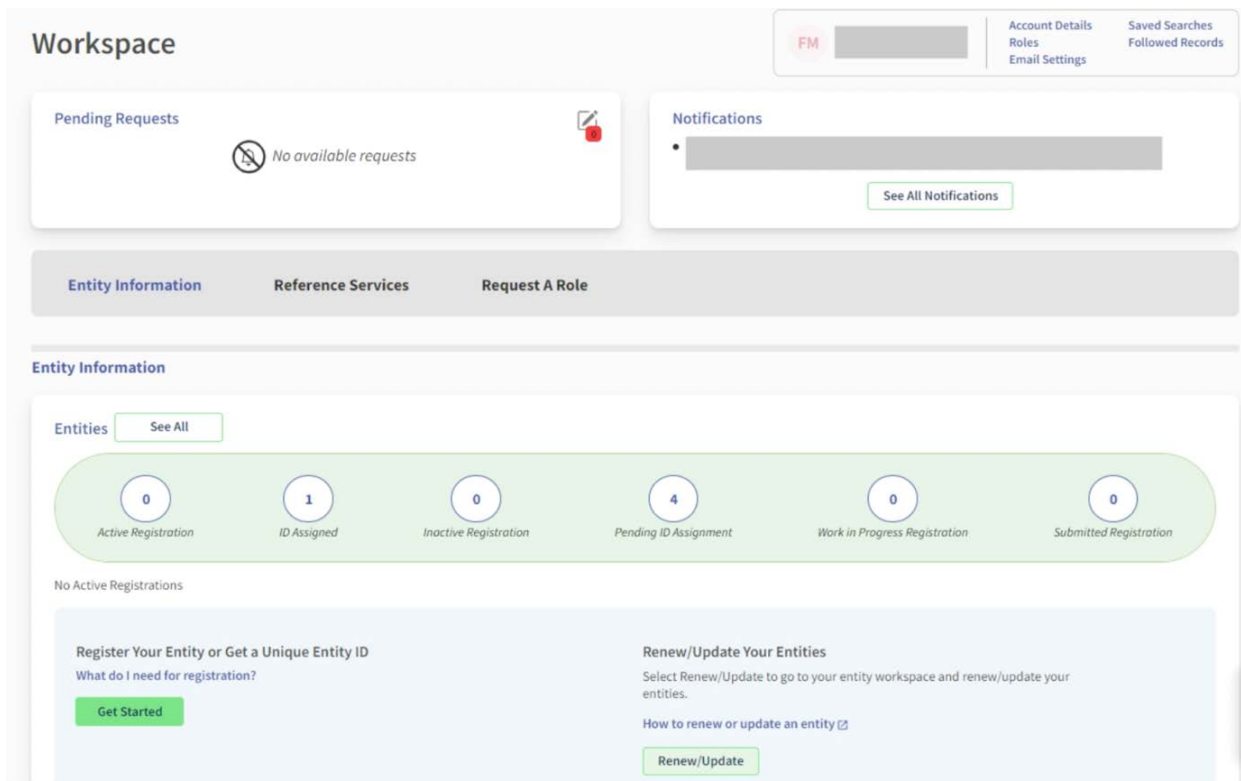 Workspace
FM
Account Details
Roles
Email Settings
Saved Searches
Followed Records
Pending Requests
0
No available requests
Notifications
See All Notifications
Entity Information
Reference Services
Request A Role
Entity Information
Entities
See All
0
Active Registration
1
ID Assigned
0
Inactive Registration
4
Pending ID Assignment
0
Work in Progress Registration
0
Submitted Registration
No Active Registrations
Register Your Entity or Get a Unique Entity ID
What do I need for registration?
Get Started
Renew/Update Your Entities
Select Renew/Update to go to your entity workspace and renew/update your
entities.
How to renew or update an entity
Renew/Update